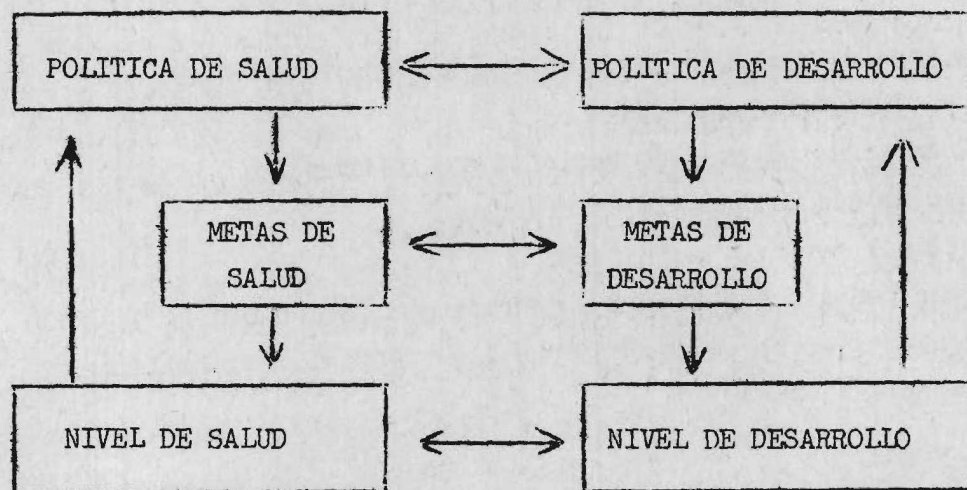 POLITICA DE SALUD
POLITICA DE DESARROLLO
METAS DE
SALUD
METAS DE
DESARROLLO
NIVEL DE SALUD
NIVEL DE DESARROLLO